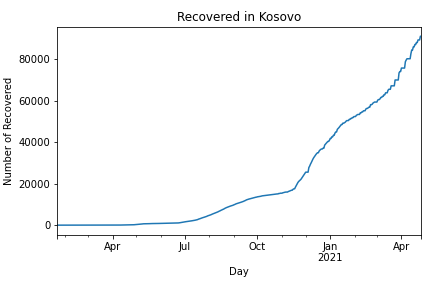 Recovered in Kosovo
Number of Recovered
80000
60000
40000
20000
0
Apr
Jul
Oct
Jan
2021
Apr
Day